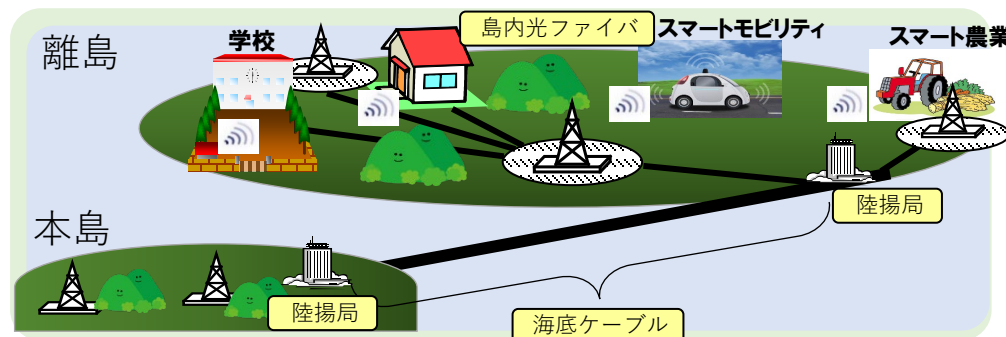 離島
学校
島内光ファイバ
スマートモビリティ
スマート農業
陸揚局
本島
陸揚局
海底ケーブル